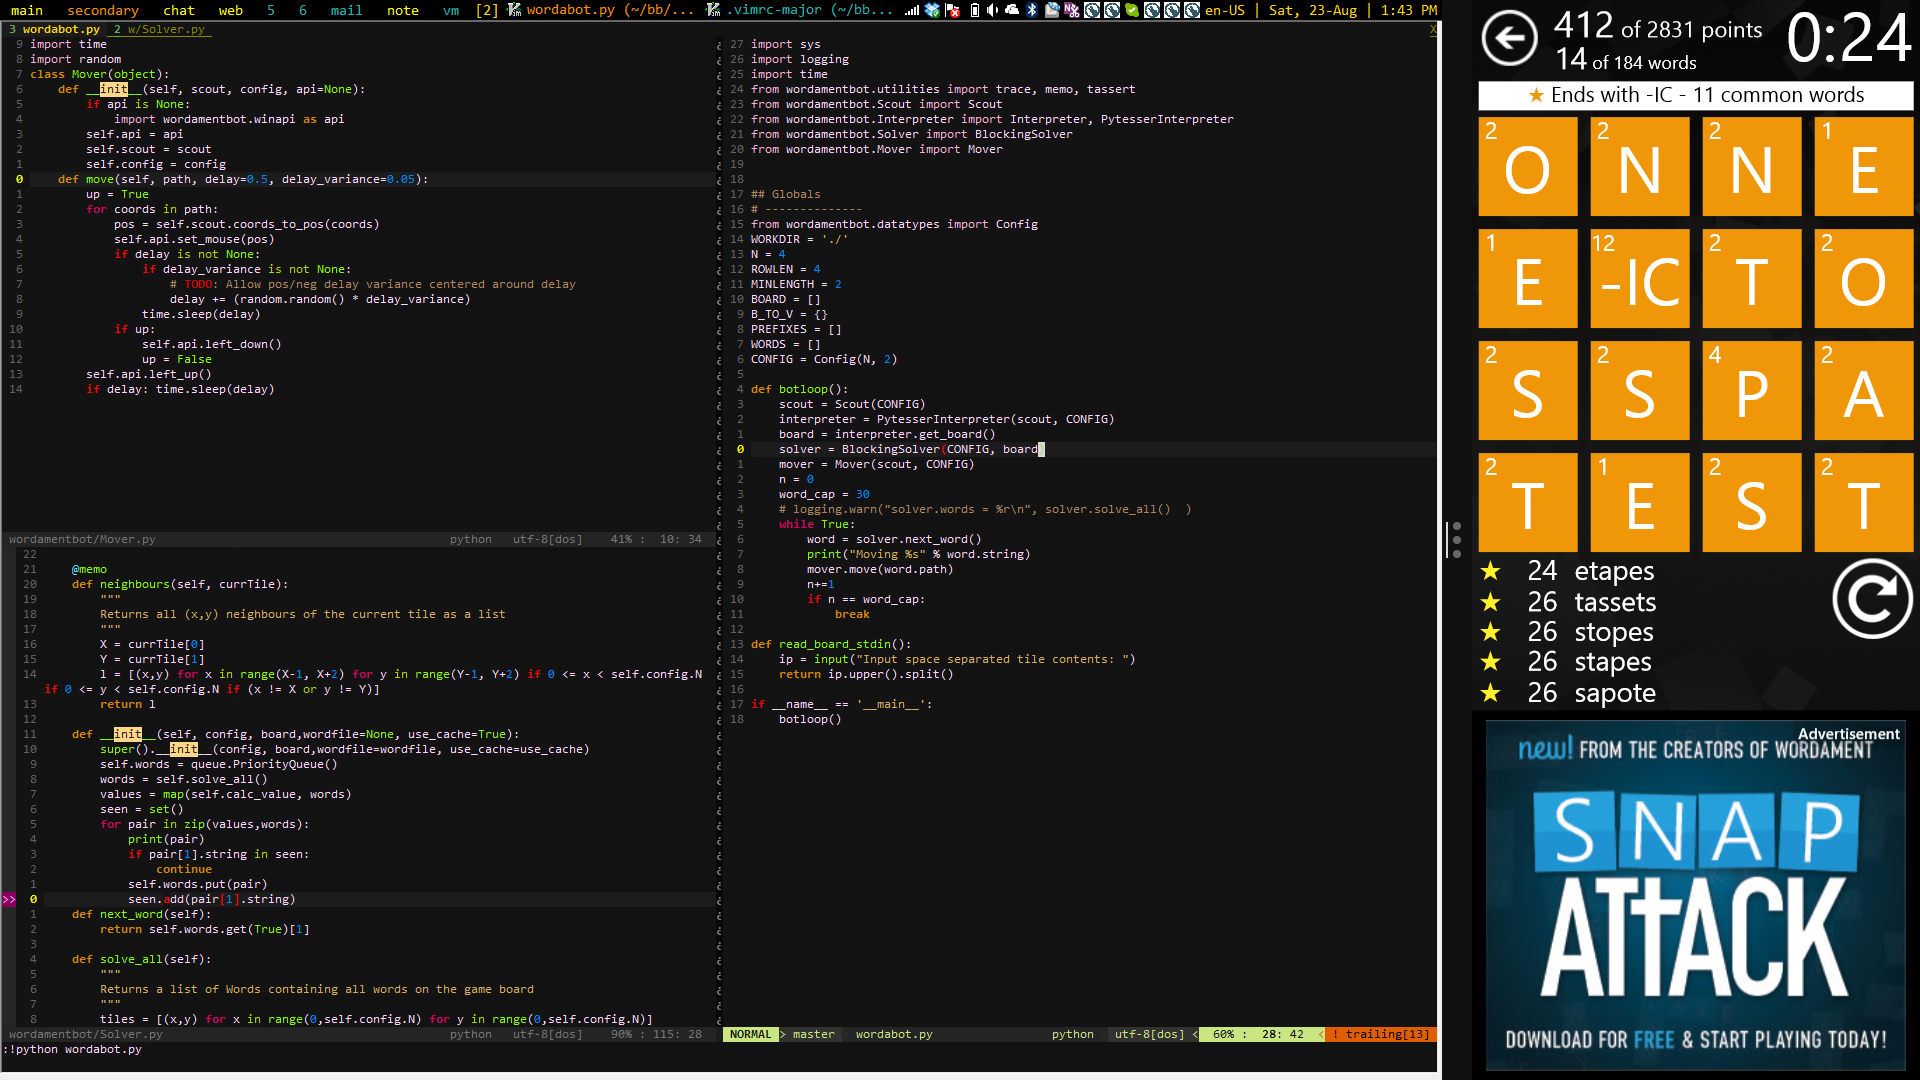 main secondary chat web 5 6 mail note vm [2] wordabot.py (~/bb/... .vimrc-major (~/bb... en-US | Sat, 23-Aug | 1:43 PM
3 wordabot.py 2 w/Solver.py X
9 import time
8 import random
7 class Mover(object):
6 def __init__(self, scout, config, api=None):
5 if api is None:
4 import wordamentbot.winapi as api
3 self.api = api
2 self.scout = scout
1 self.config = config
0 def move(self, path, delay=0.5, delay_variance=0.05):
1 up = True
2 for coords in path:
3 pos = self.scout.coords_to_pos(coords)
4 self.api.set_mouse(pos)
5 if delay is not None:
6 if delay_variance is not None:
7 # TODO: Allow pos/neg delay variance centered around delay
8 delay += (random.random() * delay_variance)
9 time.sleep(delay)
10 if up:
11 self.api.left_down()
12 up = False
13 self.api.left_up()
14 if delay: time.sleep(delay)
wordamentbot/Mover.py python utf-8[dos] 41% : 10: 34
22
21 @memo
20 def neighbours(self, currTile):
19 """
18 Returns all (x,y) neighbours of the current tile as a list
17 """
16 X = currTile[0]
15 Y = currTile[1]
14 l = [(x,y) for x in range(X-1, X+2) for y in range(Y-1, Y+2) if 0 <= x < self.config.N
if 0 <= y < self.config.N if (x != X or y != Y)]
13 return l
12
11 def __init__(self, config, board,wordfile=None, use_cache=True):
10 super().__init__(config, board,wordfile=wordfile, use_cache=use_cache)
9 self.words = queue.PriorityQueue()
8 words = self.solve_all()
7 values = map(self.calc_value, words)
6 seen = set()
5 for pair in zip(values,words):
4 print(pair)
3 if pair[1].string in seen:
2 continue
1 self.words.put(pair)
>> 0 seen.add(pair[1].string)
1 def next_word(self):
2 return self.words.get(True)[1]
3
4 def solve_all(self):
5 """
6 Returns a list of Words containing all words on the game board
7 """
8 tiles = [(x,y) for x in range(0,self.config.N) for y in range(0,self.config.N)]
wordamentbot/Solver.py python utf-8[dos] 90% : 115: 28
:!python wordabot.py
27 import sys
26 import logging
25 import time
24 from wordamentbot.utilities import trace, memo, tassert
23 from wordamentbot.Scout import Scout
22 from wordamentbot.Interpreter import Interpreter, PytesserInterpreter
21 from wordamentbot.Solver import BlockingSolver
20 from wordamentbot.Mover import Mover
19
18
17 ## Globals
16 # --------------
15 from wordamentbot.datatypes import Config
14 WORKDIR = './'
13 N = 4
12 ROWLEN = 4
11 MINLENGTH = 2
10 BOARD = []
9 B_TO_V = {}
8 PREFIXES = []
7 WORDS = []
6 CONFIG = Config(N, 2)
5
4 def botloop():
3 scout = Scout(CONFIG)
2 interpreter = PytesserInterpreter(scout, CONFIG)
1 board = interpreter.get_board()
0 solver = BlockingSolver(CONFIG, board
1 mover = Mover(scout, CONFIG)
2 n = 0
3 word_cap = 30
4 # logging.warn("solver.words = %r\n", solver.solve_all() )
5 while True:
6 word = solver.next_word()
7 print("Moving %s" % word.string)
8 mover.move(word.path)
9 n+=1
10 if n == word_cap:
11 break
12
13 def read_board_stdin():
14 ip = input("Input space separated tile contents: ")
15 return ip.upper().split()
16
17 if __name__ == '__main__':
18 botloop()
NORMAL > master wordabot.py python utf-8[dos] < 60% : 28: 42 < ! trailing[13]
412 of 2831 points
14 of 184 words
0:24
★ Ends with -IC - 11 common words
2 O 2 N 2 N 1 E
1 E 12 -IC 2 T 2 O
2 S 2 S 4 P 2 A
2 T 1 E 2 S 2 T
★ 24 etapes
★ 26 tassets
★ 26 stopes
★ 26 stapes
★ 26 sapote
Advertisement
new! FROM THE CREATORS OF WORDAMENT
SNAP
ATTACK
DOWNLOAD FOR FREE & START PLAYING TODAY!